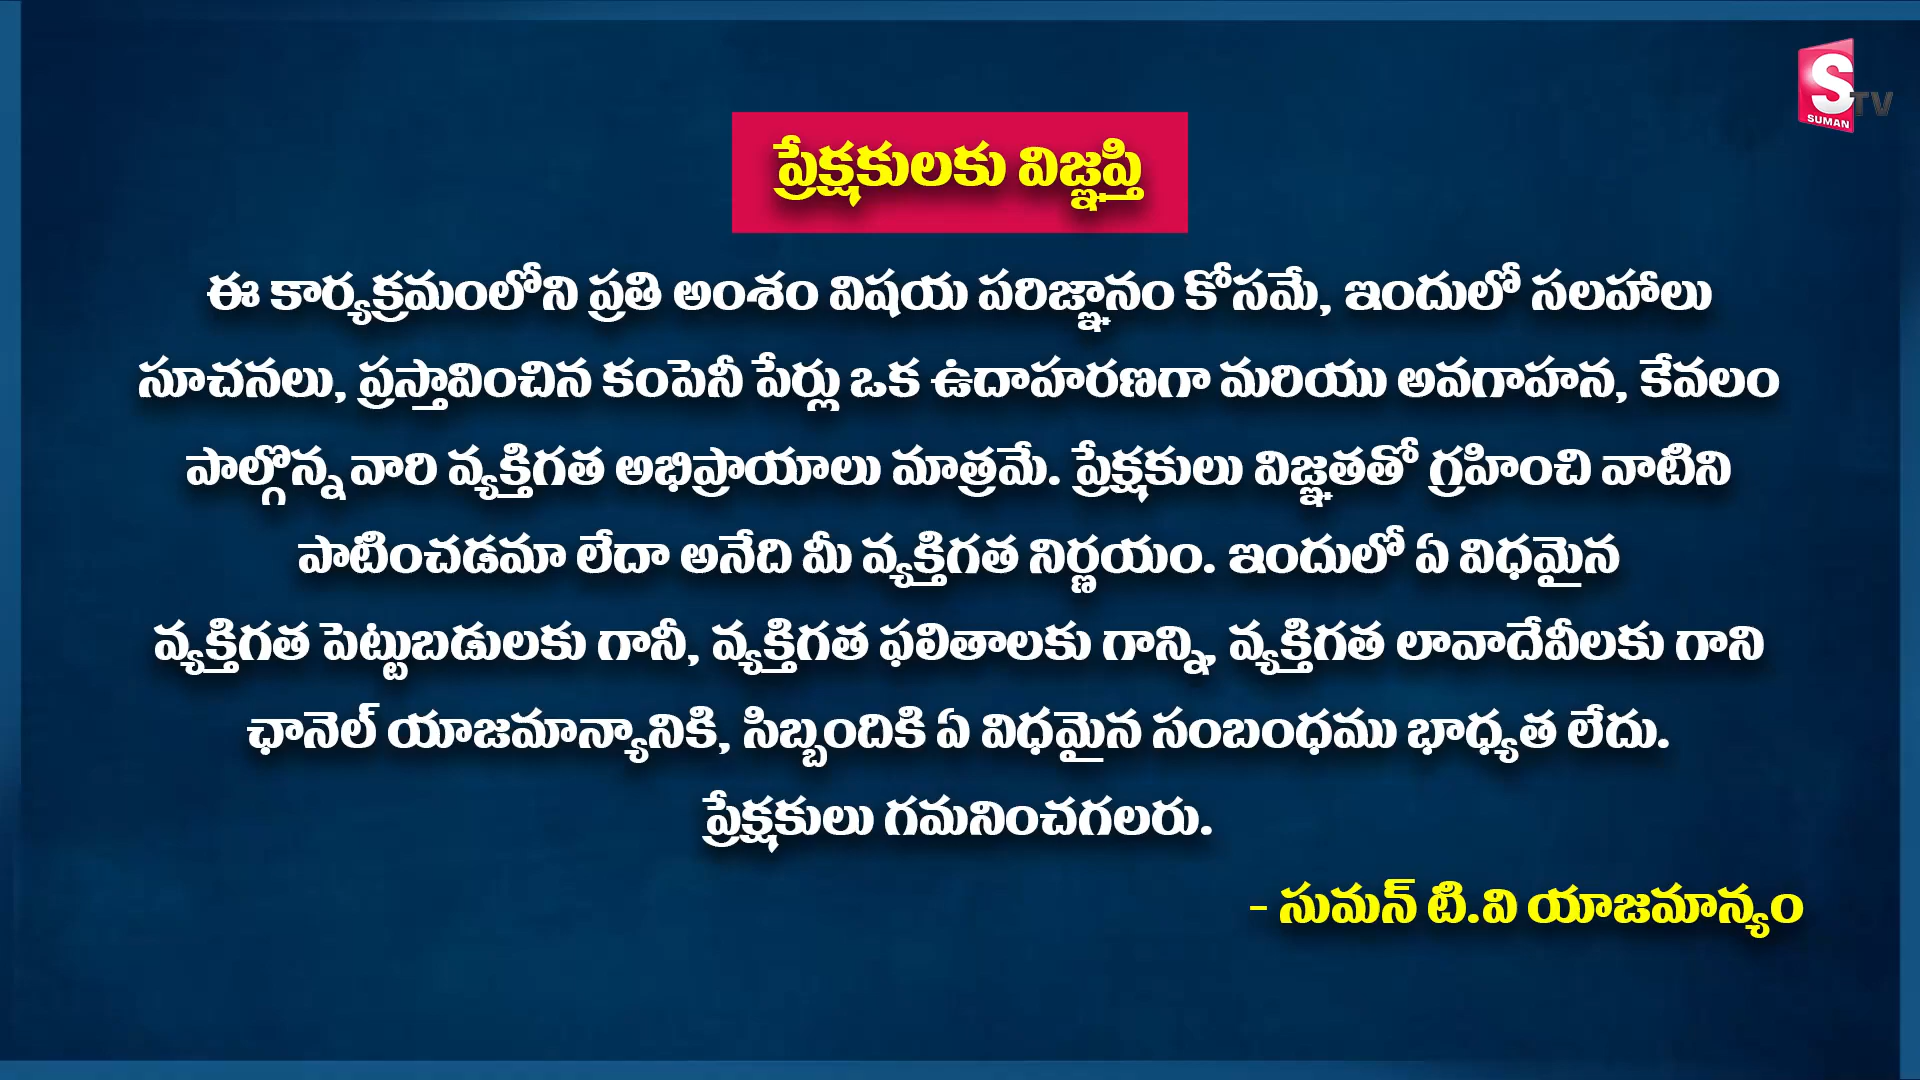 S TV
SUMAN
ప్రేక్షకులకు విజ్ఞప్తి
ఈ కార్యక్రమంలోని ప్రతి అంశం విషయ పరిజ్ఞానం కోసమే, ఇందులో సలహాలు
సూచనలు, ప్రస్తావించిన కంపెనీ పేర్లు ఒక ఉదాహరణగా మరియు అవగాహన, కేవలం
పాల్గొన్న వారి వ్యక్తిగత అభిప్రాయాలు మాత్రమే. ప్రేక్షకులు విజ్ఞతతో గ్రహించి వాటిని
పాటించడమా లేదా అనేది మీ వ్యక్తిగత నిర్ణయం. ఇందులో ఏ విధమైన
వ్యక్తిగత పెట్టుబడులకు గానీ, వ్యక్తిగత ఫలితాలకు గాన్ని, వ్యక్తిగత లావాదేవీలకు గాని
ఛానెల్ యాజమాన్యానికి, సిబ్బందికి ఏ విధమైన సంబంధము భాధ్యత లేదు.
ప్రేక్షకులు గమనించగలరు.
- సుమన్ టి.వి యాజమాన్యం